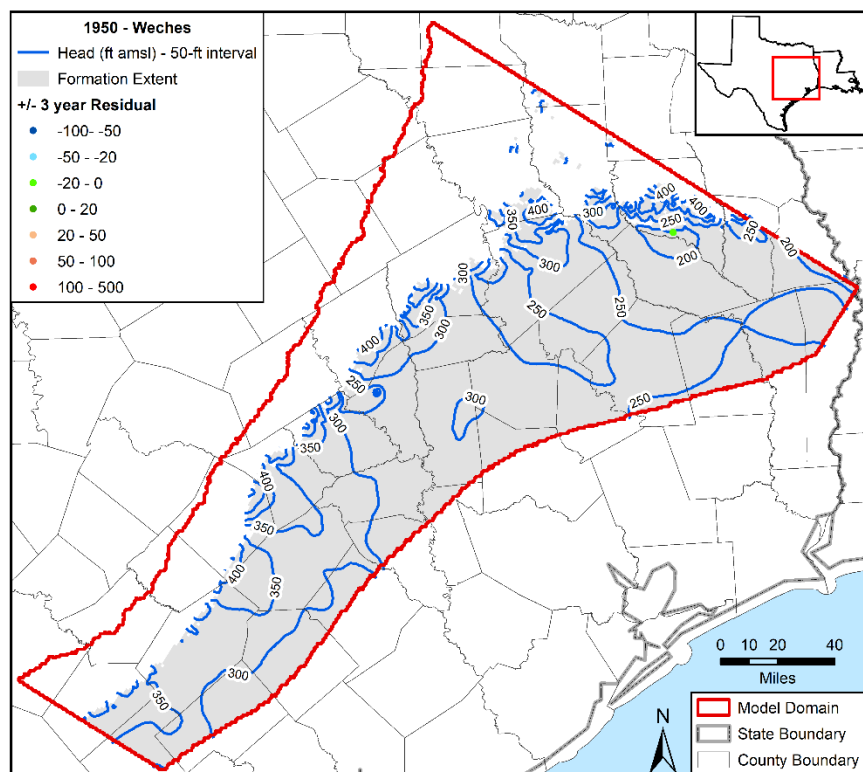 1950 - Weches
Head (ft amsl) - 50-ft interval
Formation Extent
+/- 3 year Residual
-100- -50
-50 - -20
-20 - 0
0 - 20
20 - 50
50 - 100
100 - 500
400
400
350
400
300
250
250
200
200
300
300
300
350
250
250
400
300
250
300
300
250
350
400
350
400
350
300
350
0 10 20 40
Miles
N
Model Domain
State Boundary
County Boundary